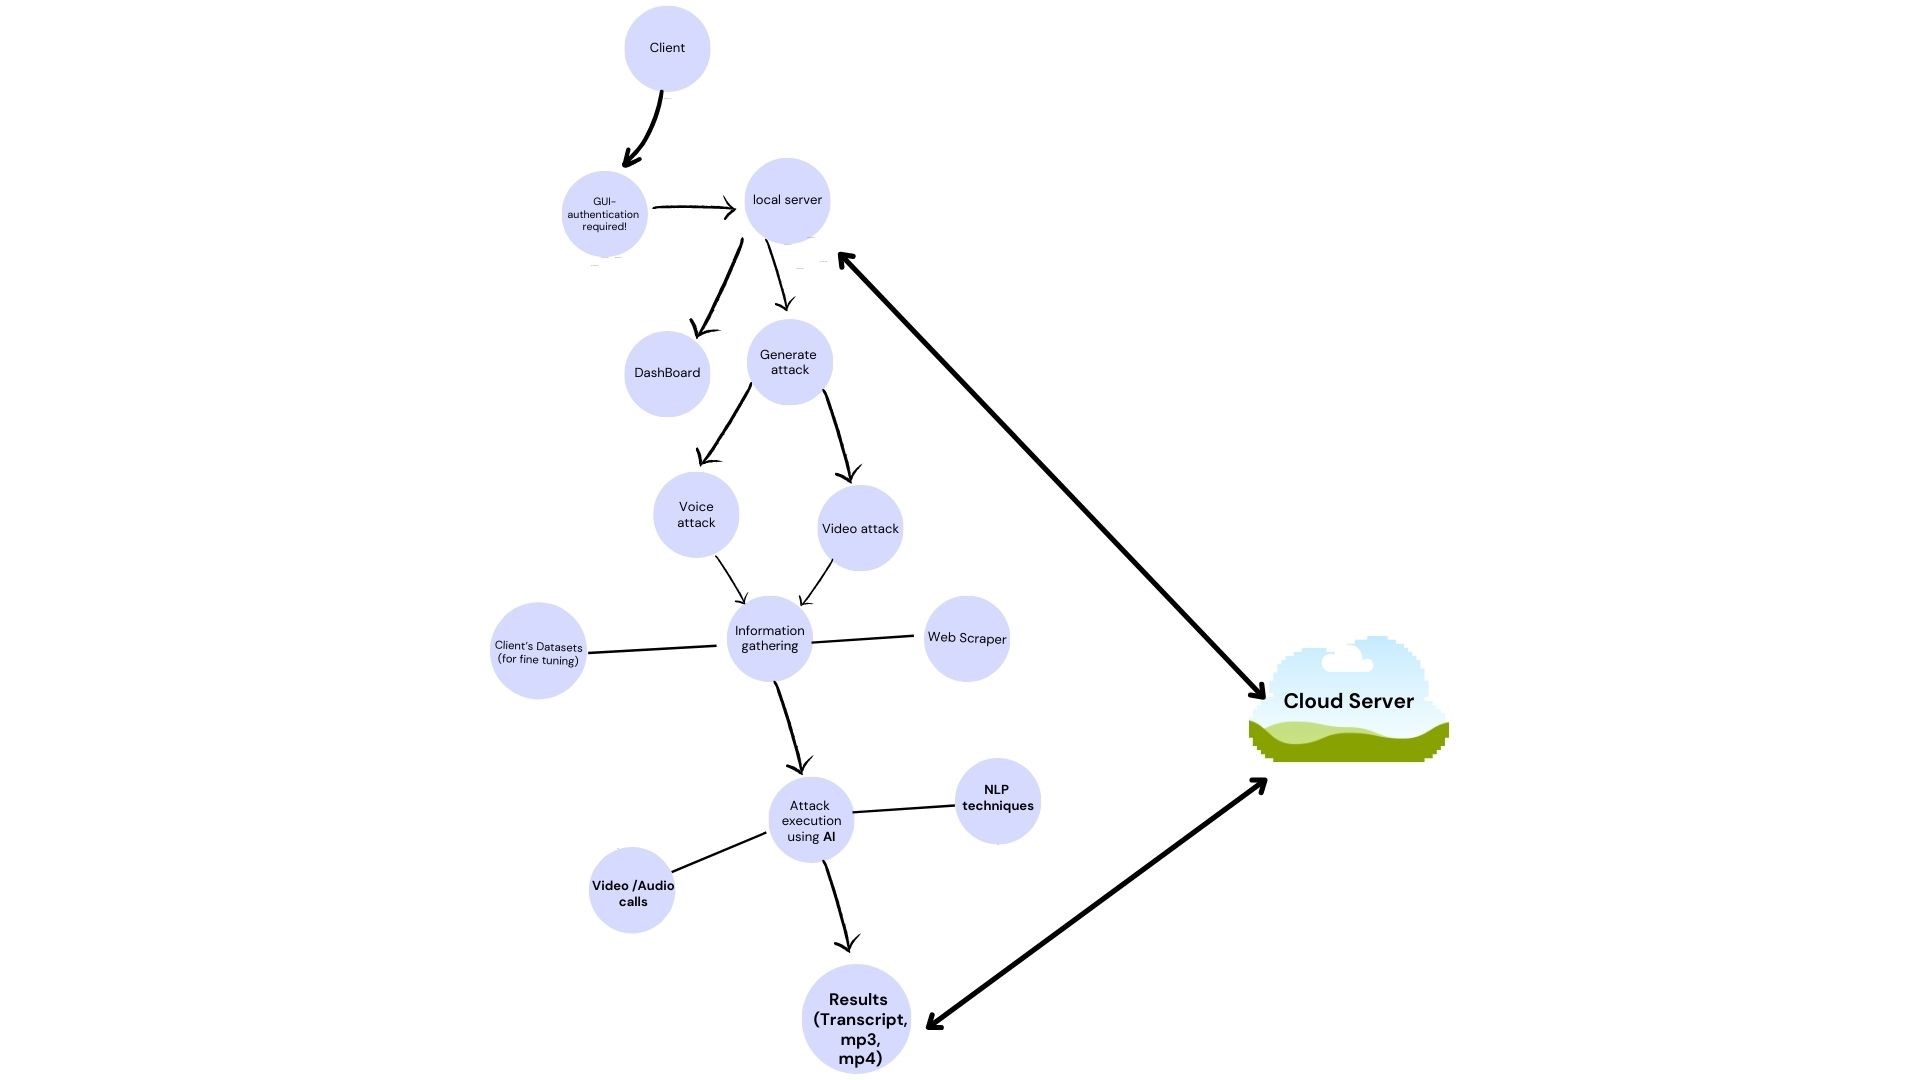 Client
GUI-
authentication
required!
local server
DashBoard
Generate
attack
Voice
attack
Video attack
Client's Datasets
(for fine tuning)
Information
gathering
Web Scraper
Cloud Server
Attack
execution
using AI
NLP
techniques
Video /Audio
calls
Results
(Transcript,
mp3,
mp4)